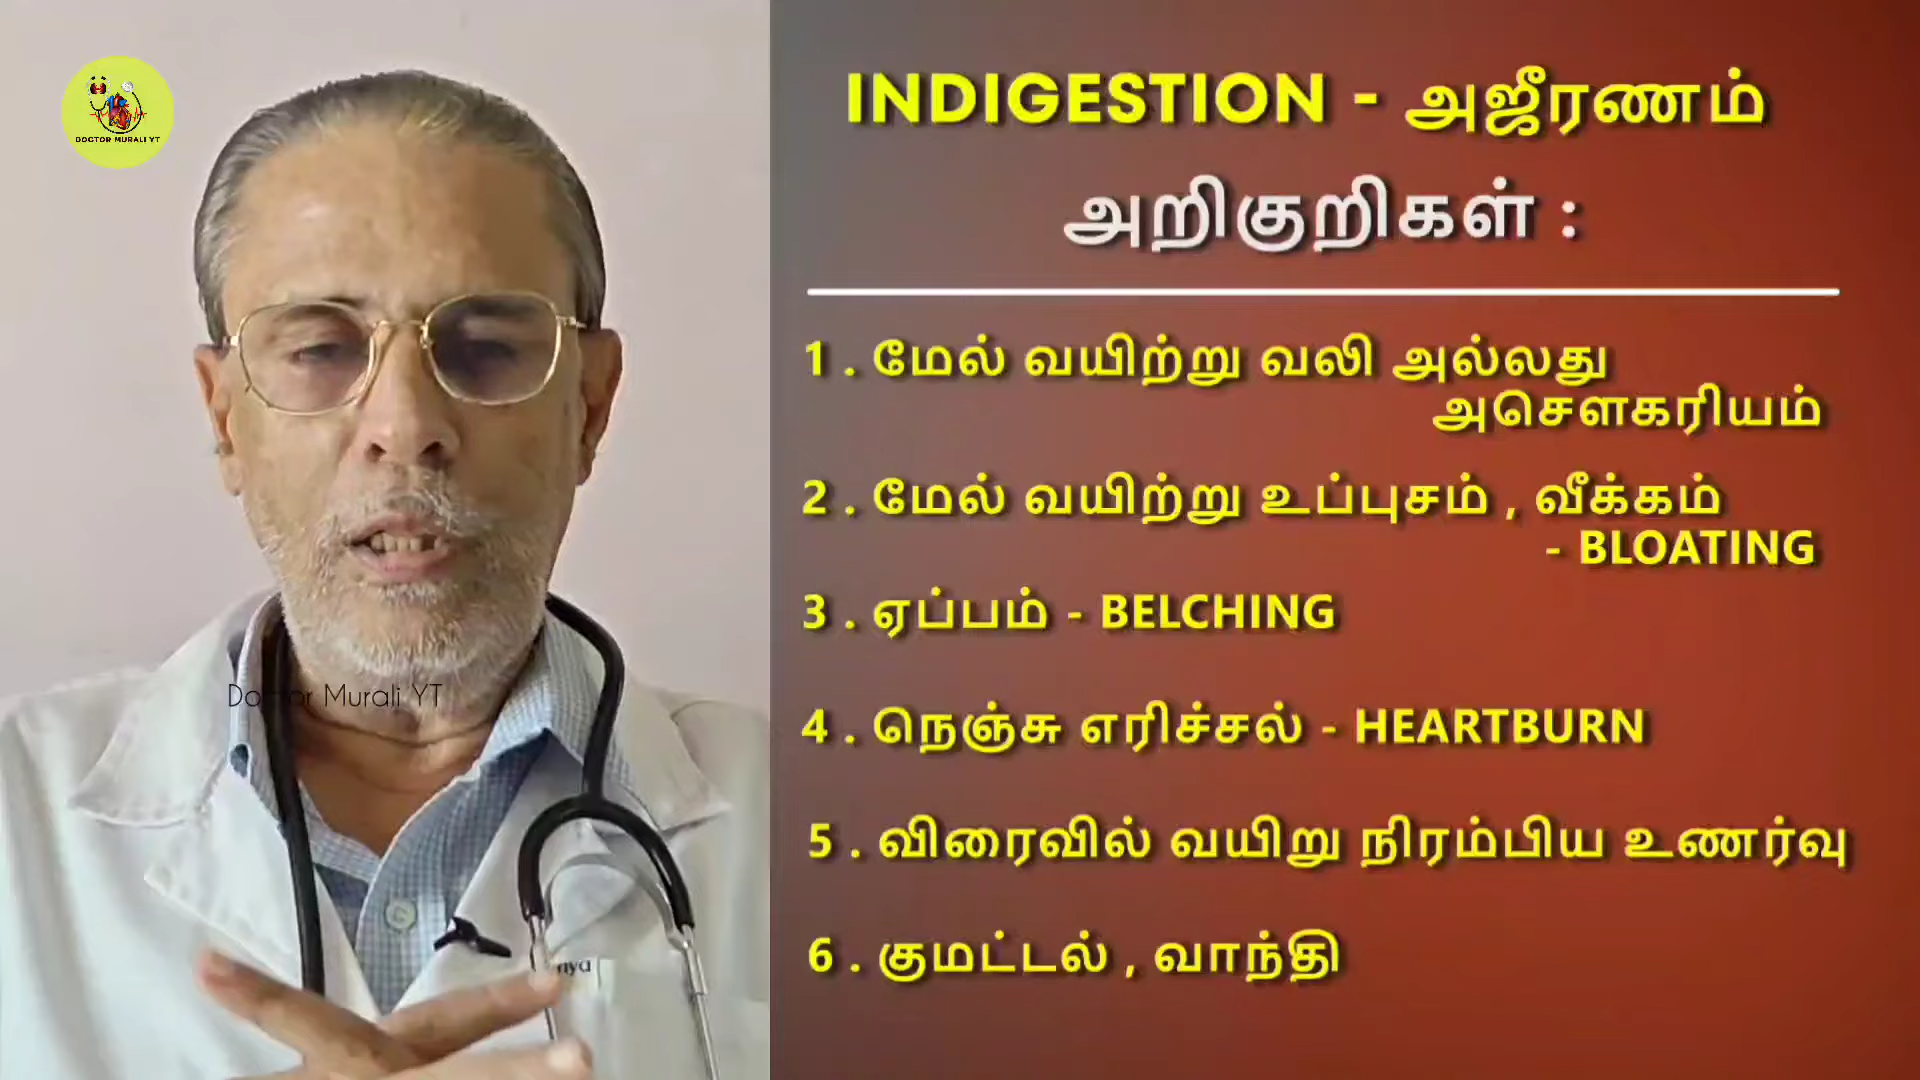 DOCTOR MURALI YT
INDIGESTION - அஜீரணம்
அறிகுறிகள் :
1 . மேல் வயிற்று வலி அல்லது
அசௌகரியம்
2 . மேல் வயிற்று உப்புசம் , வீக்கம்
- BLOATING
3 . ஏப்பம் - BELCHING
4 . நெஞ்சு எரிச்சல் - HEARTBURN
5 . விரைவில் வயிறு நிரம்பிய உணர்வு
6 . குமட்டல் , வாந்தி
Doctor Murali YT